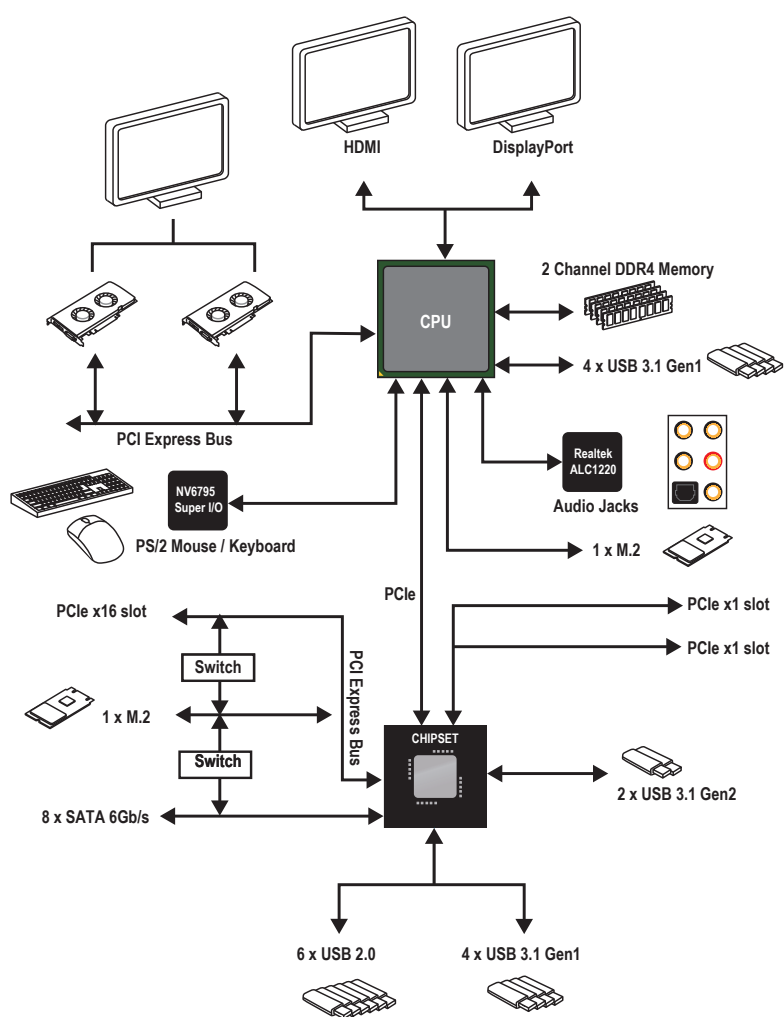 HDMI
DisplayPort
2 Channel DDR4 Memory
CPU
4 x USB 3.1 Gen1
PCI Express Bus
Realtek
ALC1220
Audio Jacks
NV6795
Super I/O
PS/2 Mouse / Keyboard
1 x M.2
PCIe
PCIe x16 slot
PCIe x1 slot
PCIe x1 slot
Switch
PCI Express Bus
1 x M.2
CHIPSET
Switch
2 x USB 3.1 Gen2
8 x SATA 6Gb/s
6 x USB 2.0
4 x USB 3.1 Gen1